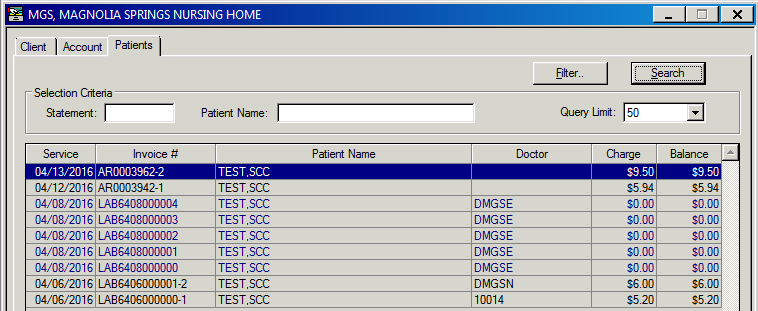 MGS, MAGNOLIA SPRINGS NURSING HOME
Client Account Patients
Filter.. Search
Selection Criteria
Statement: Patient Name: Query Limit: 50
Service Invoice # Patient Name Doctor Charge Balance
04/13/2016 AR0003962-2 TEST,SCC $9.50 $9.50
04/12/2016 AR0003942-1 TEST,SCC $5.94 $5.94
04/08/2016 LAB6408000004 TEST,SCC DMGSE $0.00 $0.00
04/08/2016 LAB6408000003 TEST,SCC DMGSE $0.00 $0.00
04/08/2016 LAB6408000002 TEST,SCC DMGSE $0.00 $0.00
04/08/2016 LAB6408000001 TEST,SCC DMGSE $0.00 $0.00
04/08/2016 LAB6408000000 TEST,SCC DMGSE $0.00 $0.00
04/06/2016 LAB6406000001-2 TEST,SCC DMGSN $6.00 $6.00
04/06/2016 LAB6406000000-1 TEST,SCC 10014 $5.20 $5.20